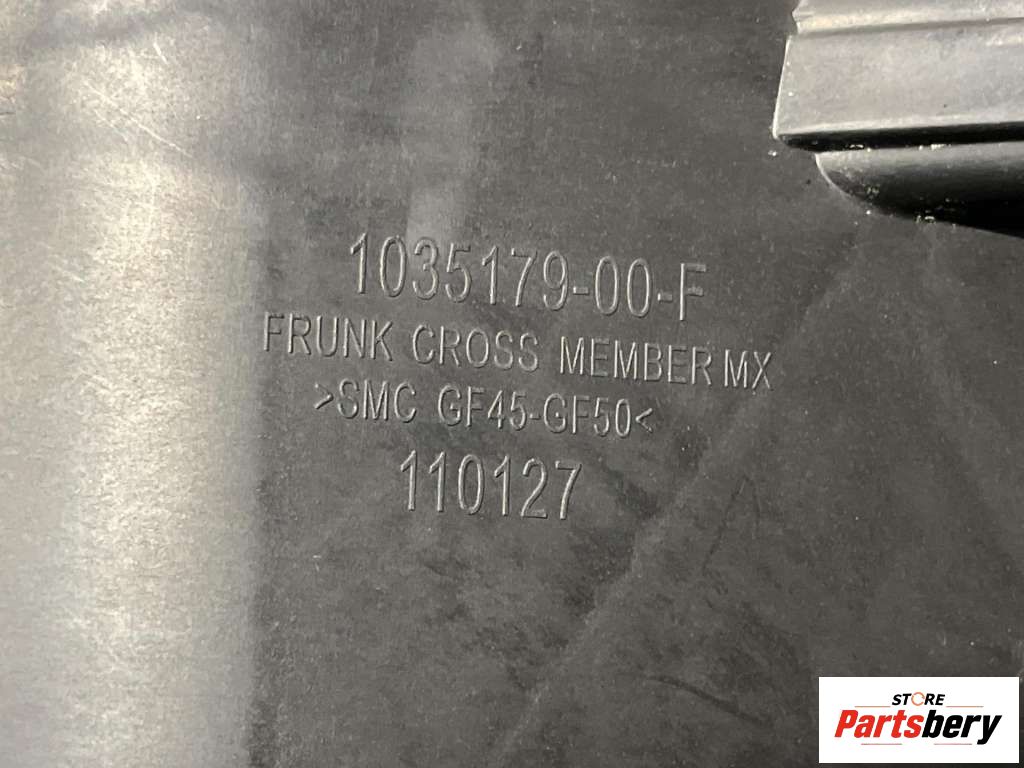 1035179-00-F
FRUNK CROSS MEMBER MX
>SMC GF45-GF50<
110127
STORE
Partsbery